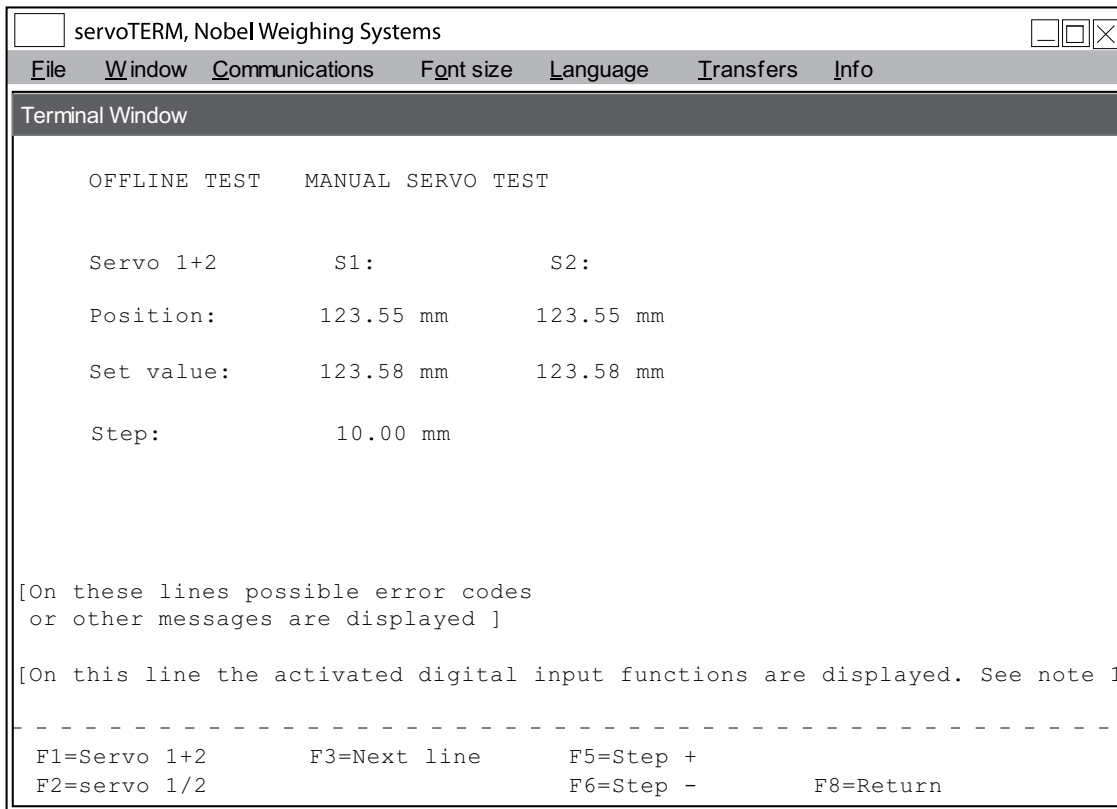 servoTERM, Nobel Weighing Systems
File Window Communications Font size Language Transfers Info
Terminal Window
OFFLINE TEST MANUAL SERVO TEST
Servo 1+2 S1: S2:
Position: 123.55 mm 123.55 mm
Set value: 123.58 mm 123.58 mm
Step: 10.00 mm
[On these lines possible error codes
or other messages are displayed ]
[On this line the activated digital input functions are displayed. See note 1
F1=Servo 1+2 F3=Next line F5=Step +
F2=servo 1/2 F6=Step - F8=Return